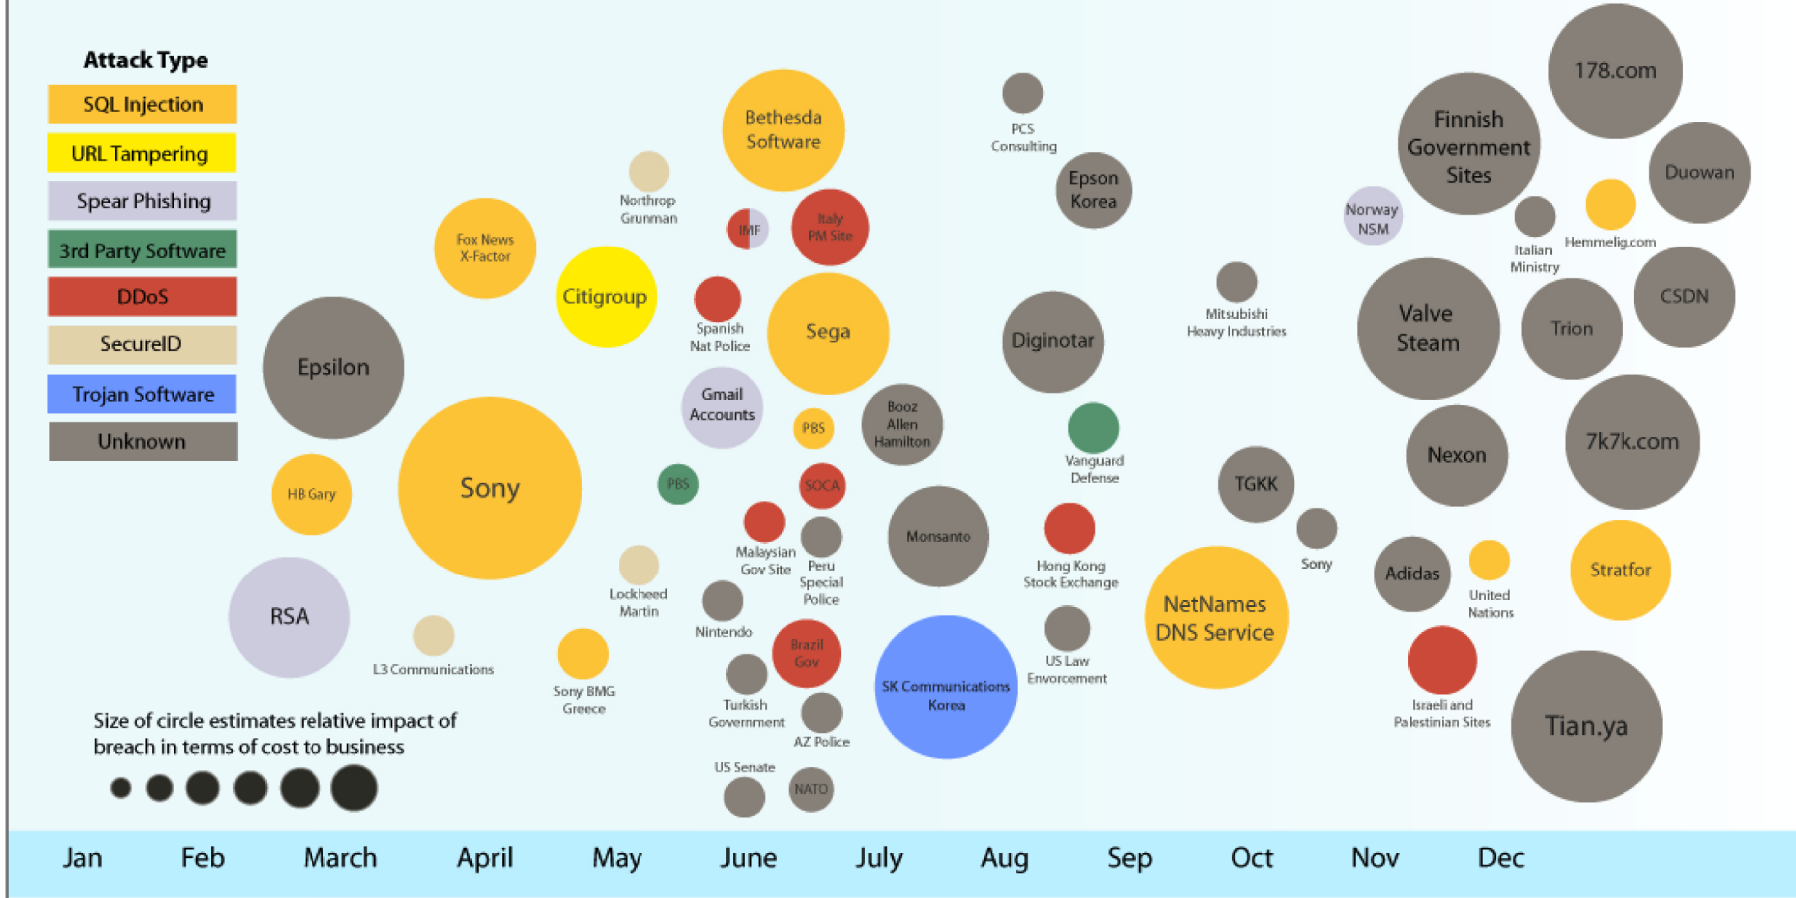 Attack Type
SQL Injection
URL Tampering
Spear Phishing
3rd Party Software
DDoS
SecureID
Trojan Software
Unknown
Size of circle estimates relative impact of
breach in terms of cost to business
Epsilon
HB Gary
RSA
L3 Communications
Fox News
X-Factor
Sony
Citigroup
Sony BMG
Greece
Northrop
Grunman
Lockheed
Martin
PBS
Bethesda
Software
IMF
Italy
PM Site
Spanish
Nat Police
Sega
Gmail
Accounts
PBS
SOCA
Malaysian
Gov Site
Peru
Special
Police
Nintendo
Brazil
Gov
Turkish
Government
AZ Police
US Senate
NATO
Booz
Allen
Hamilton
Monsanto
SK Communications
Korea
PCS
Consulting
Epson
Korea
Diginotar
Vanguard
Defense
Hong Kong
Stock Exchange
US Law
Envorcement
Mitsubishi
Heavy Industries
TGKK
Sony
NetNames
DNS Service
Norway
NSM
Finnish
Government
Sites
178.com
Duowan
Italian
Ministry
Hemmelig.com
Valve
Steam
Trion
CSDN
Nexon
7k7k.com
Adidas
United
Nations
Stratfor
Israeli and
Palestinian Sites
Tian.ya
Jan
Feb
March
April
May
June
July
Aug
Sep
Oct
Nov
Dec